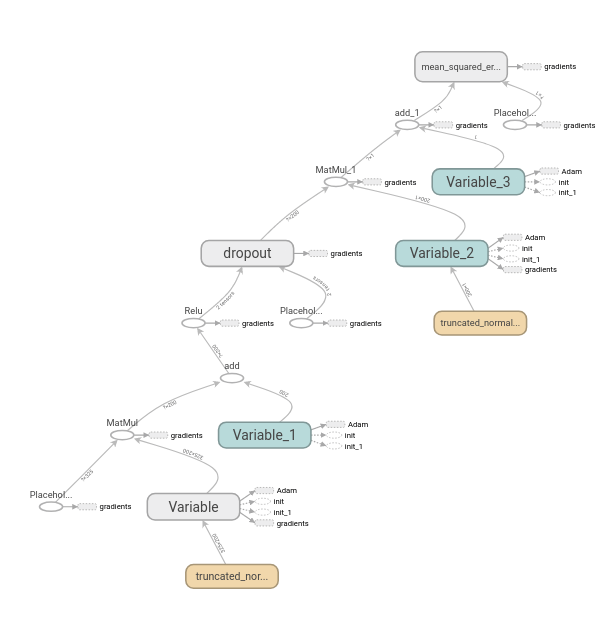 mean_squared_er...
gradients
add_1
gradients
Placehol...
gradients
MatMul_1
gradients
Variable_3
Adam
init
init_1
dropout
gradients
Variable_2
Adam
init
init_1
gradients
Relu
gradients
Placehol...
gradients
truncated_normal...
add
MatMul
gradients
Variable_1
Adam
init
init_1
Placehol...
gradients
Variable
Adam
init
init_1
gradients
truncated_nor...